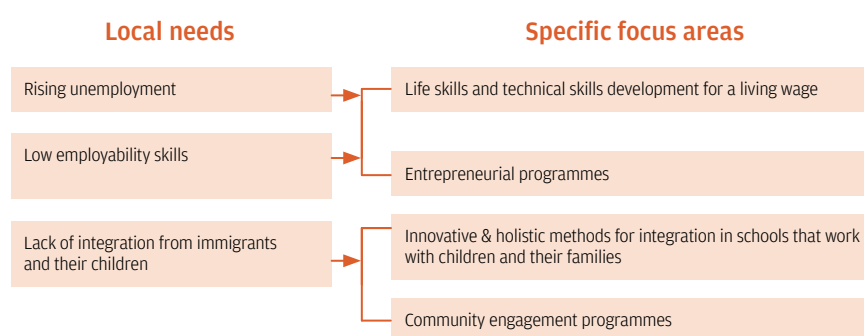 Local needs
Specific focus areas
Rising unemployment
Life skills and technical skills development for a living wage
Low employability skills
Entrepreneurial programmes
Lack of integration from immigrants
and their children
Innovative & holistic methods for integration in schools that work
with children and their families
Community engagement programmes